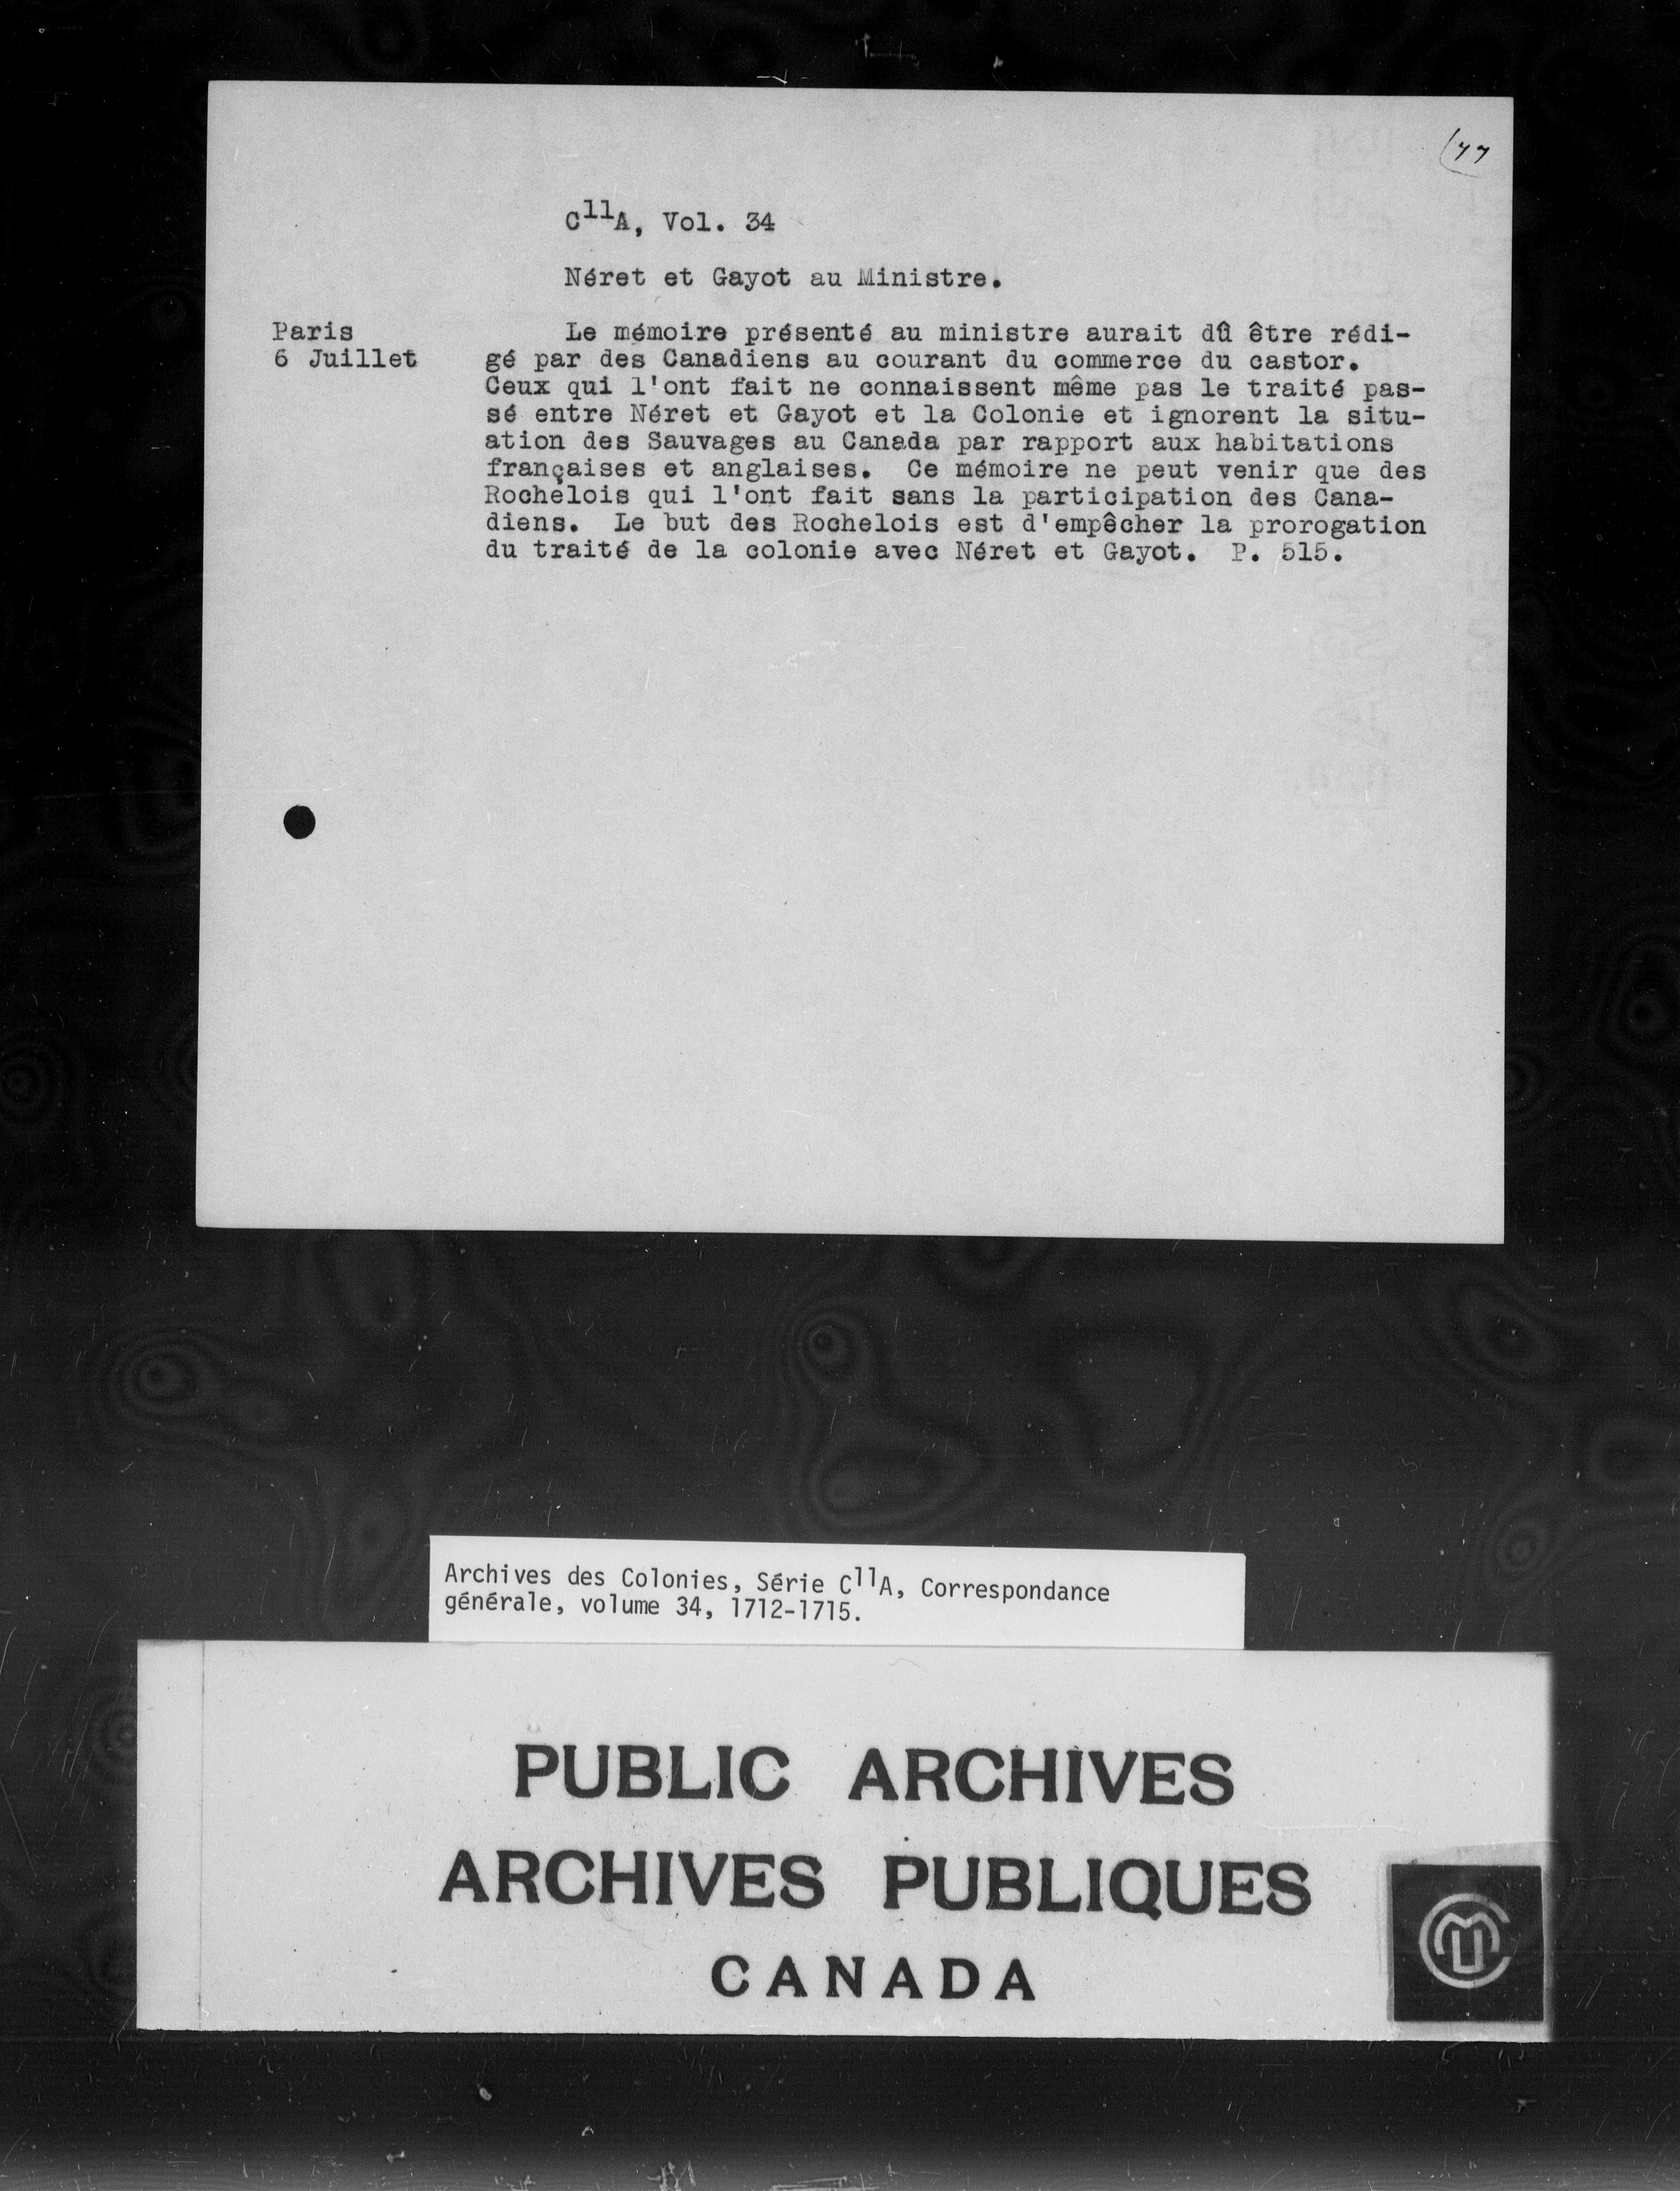 77
C11A, Vol. 34
Néret et Gayot au Ministre.
Paris
6 Juillet
Le mémoire présenté au ministre aurait dû être rédi-
gé par des Canadiens au courant du commerce du castor.
Ceux qui l'ont fait ne connaissent même pas le traité pas-
sé entre Néret et Gayot et la Colonie et ignorent la situ-
ation des Sauvages au Canada par rapport aux habitations
françaises et anglaises. Ce mémoire ne peut venir que des
Rochelois qui l'ont fait sans la participation des Cana-
diens. Le but des Rochelois est d'empêcher la prorogation
du traité de la colonie avec Néret et Gayot. P. 515.
Archives des Colonies, Série C11A, Correspondance
générale, volume 34, 1712-1715.
PUBLIC ARCHIVES
ARCHIVES PUBLIQUES
CANADA